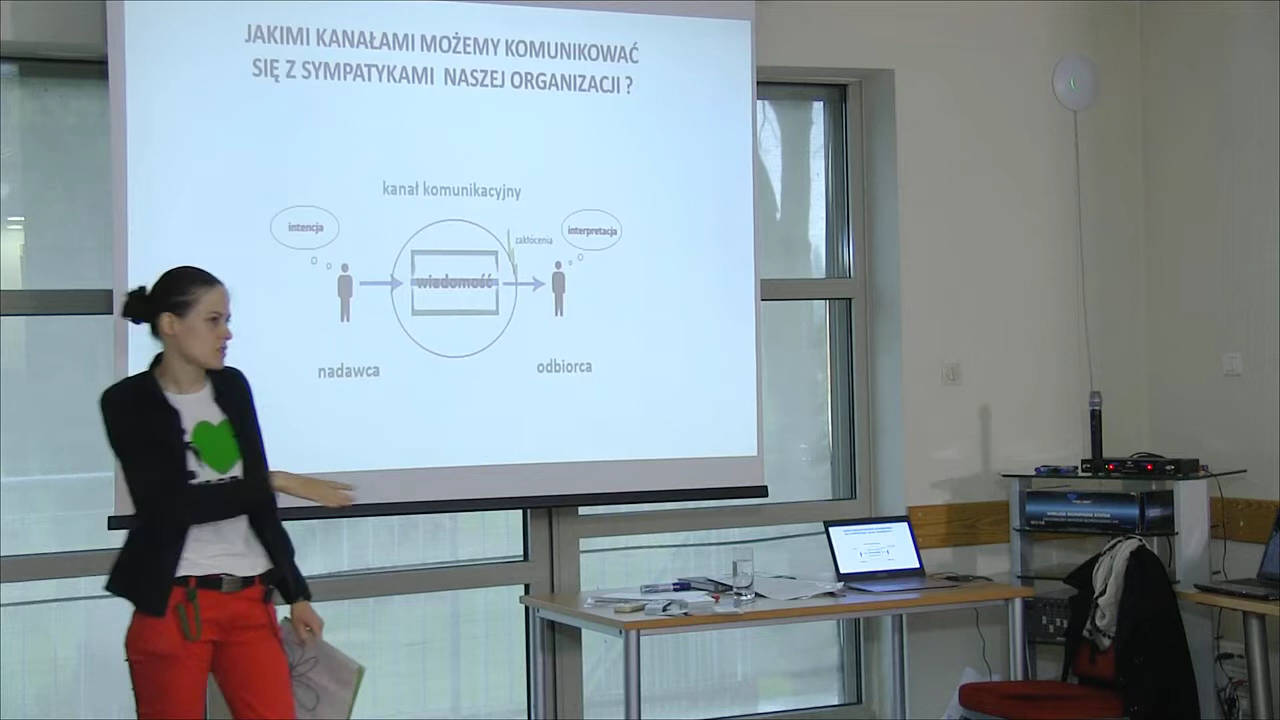 JAKIMI KANAŁAMI MOŻEMY KOMUNIKOWAĆ
SIĘ Z SYMPATYKAMI NASZEJ ORGANIZACJI ?
kanał komunikacyjny
intencja
zakłócenia
interpretacja
wiadomość
nadawca
odbiorca